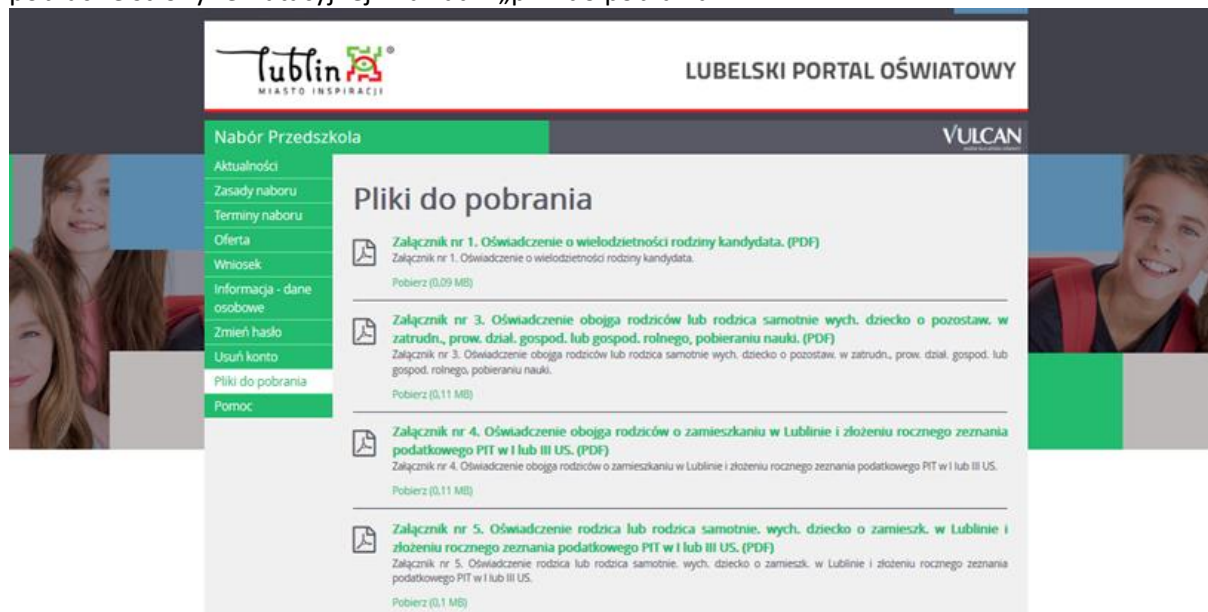 lublin
MIASTO INSPIRACJI
LUBELSKI PORTAL OŚWIATOWY
Nabór Przedszkola
VULCAN
Aktualności
Zasady naboru
Terminy naboru
Oferta
Wniosek
Informacja - dane
osobowe
Zmień hasło
Usuń konto
Pliki do pobrania
Pomoc
Pliki do pobrania
Załącznik nr 1. Oświadczenie o wielodzietności rodziny kandydata. (PDF)
Załącznik nr 1. Oświadczenie o wielodzietności rodziny kandydata.
Pobierz (0,09 MB)
Załącznik nr 3. Oświadczenie obojga rodziców lub rodzica samotnie wych. dziecko o pozostaw. w
zatrudn., prow. dział. gospod. lub gospod. rolnego, pobieraniu nauki. (PDF)
Załącznik nr 3. Oświadczenie obojga rodziców lub rodzica samotnie wych. dziecko o pozostaw. w zatrudn., prow. dział. gospod. lub
gospod. rolnego, pobieraniu nauki.
Pobierz (0,11 MB)
Załącznik nr 4. Oświadczenie obojga rodziców o zamieszkaniu w Lublinie i złożeniu rocznego zeznania
podatkowego PIT w I lub III US. (PDF)
Załącznik nr 4. Oświadczenie obojga rodziców o zamieszkaniu w Lublinie i złożeniu rocznego zeznania podatkowego PIT w I lub III US.
Pobierz (0,11 MB)
Załącznik nr 5. Oświadczenie rodzica lub rodzica samotnie. wych. dziecko o zamieszk. w Lublinie i
złożeniu rocznego zeznania podatkowego PIT w I lub III US. (PDF)
Załącznik nr 5. Oświadczenie rodzica lub rodzica samotnie. wych. dziecko o zamieszk. w Lublinie i złożeniu rocznego zeznania
podatkowego PIT w I lub III US.
Pobierz (0,1 MB)